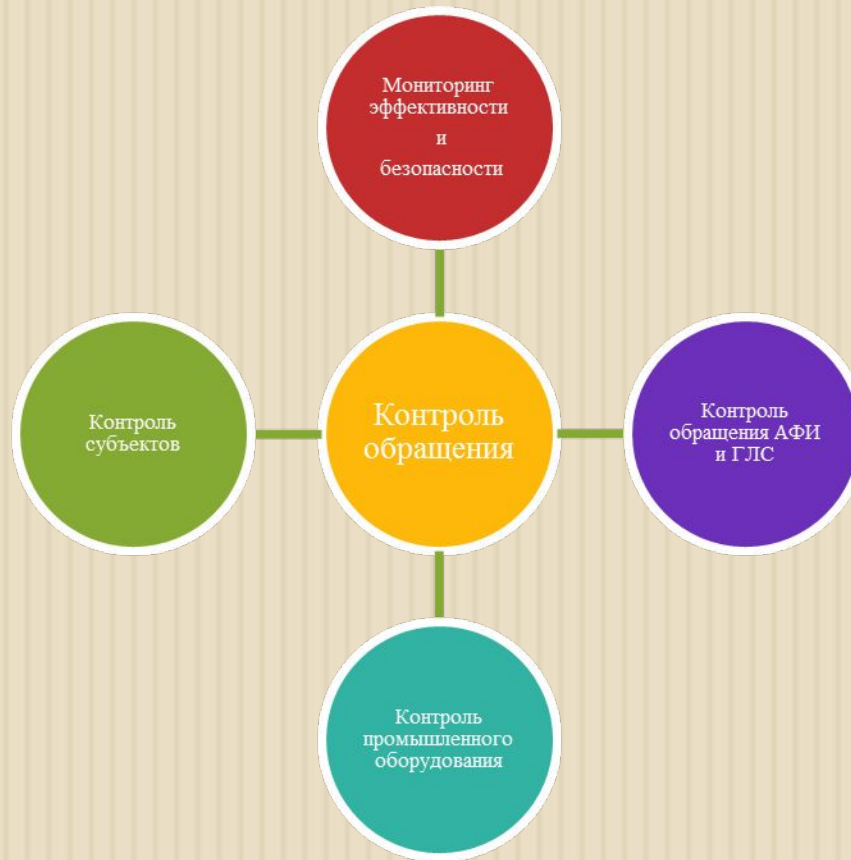 Мониторинг
эффективности
и
безопасности
Контроль
субъектов
Контроль
обращения
Контроль
обращения АФИ
и ГЛС
Контроль
промышленного
оборудования